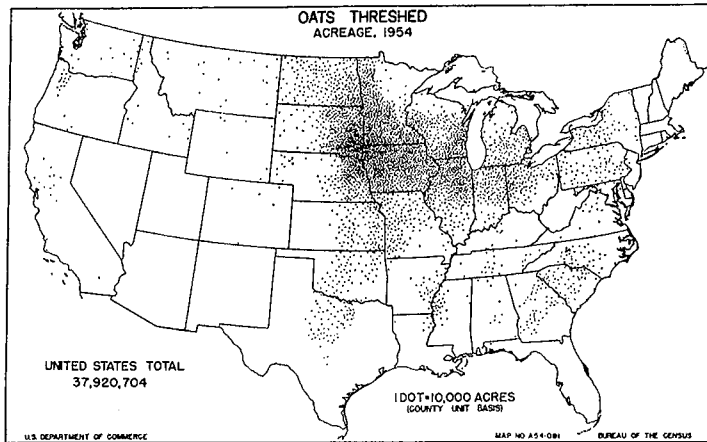 OATS THRESHED
ACREAGE, 1954
UNITED STATES TOTAL
37,920,704
1 DOT=10,000 ACRES
(COUNTY UNIT BASIS)
U.S. DEPARTMENT OF COMMERCE
MAP NO. A54-081
BUREAU OF THE CENSUS